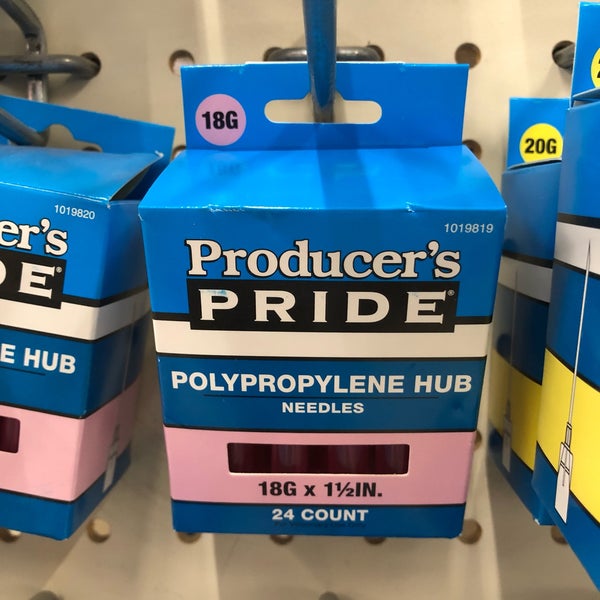 18G
1019819
Producer's
PRIDE®
POLYPROPYLENE HUB
NEEDLES
18G x 1½IN.
24 COUNT
1019820
er's
DE®
E HUB
20G